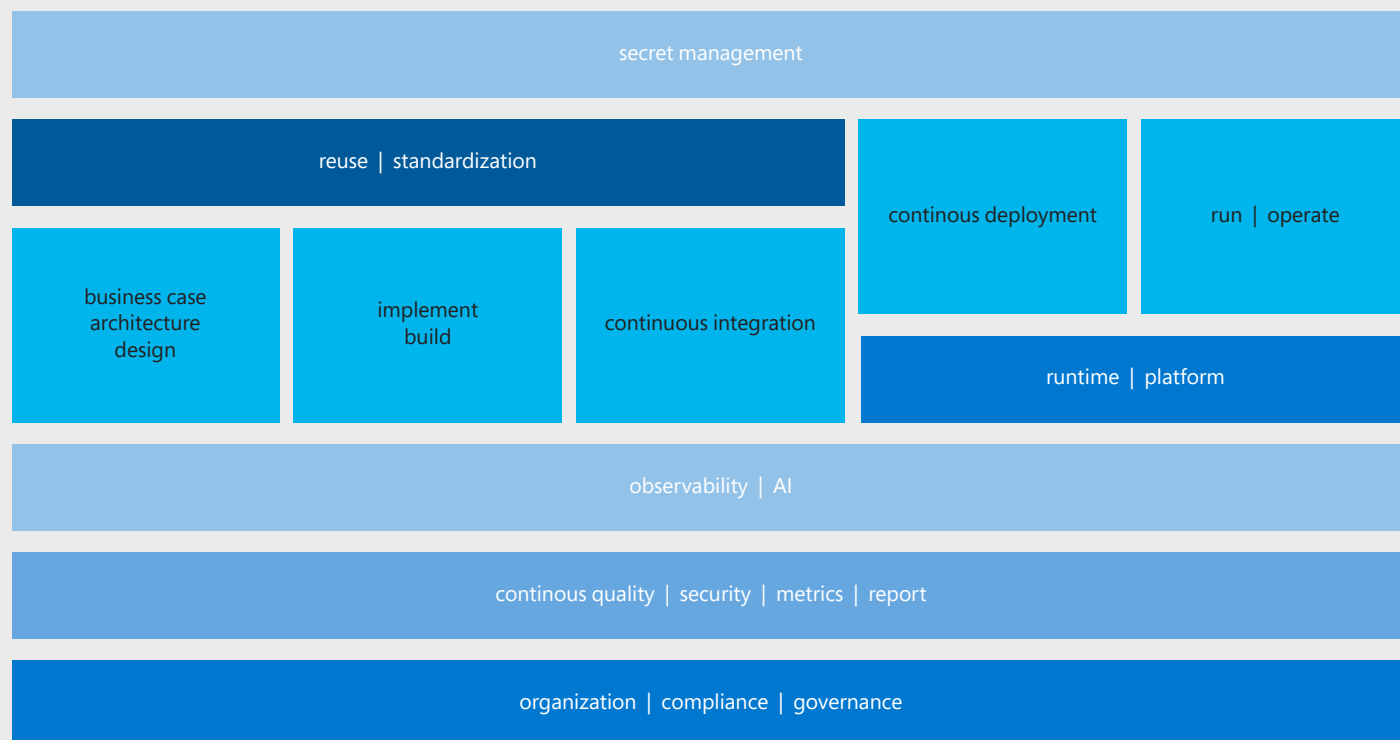 secret management
reuse | standardization
continous deployment
run | operate
business case
architecture
design
implement
build
continuous integration
runtime | platform
observability | AI
continous quality | security | metrics | report
organization | compliance | governance